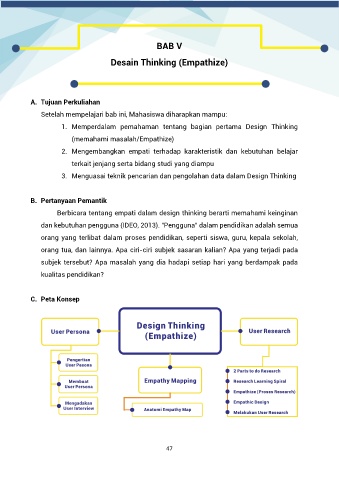 BAB V
Desain Thinking (Empathize)
A. Tujuan Perkuliahan
Setelah mempelajari bab ini, Mahasiswa diharapkan mampu:
1. Memperdalam pemahaman tentang bagian pertama Design Thinking
(memahami masalah/Empathize)
2. Mengembangkan empati terhadap karakteristik dan kebutuhan belajar
terkait jenjang serta bidang studi yang diampu
3. Menguasai teknik pencarian dan pengolahan data dalam Design Thinking
B. Pertanyaan Pemantik
Berbicara tentang empati dalam design thinking berarti memahami keinginan
dan kebutuhan pengguna (IDEO, 2013). "Pengguna" dalam pendidikan adalah semua
orang yang terlibat dalam proses pendidikan, seperti siswa, guru, kepala sekolah,
orang tua, dan lainnya. Apa ciri-ciri subjek sasaran kalian? Apa yang terjadi pada
subjek tersebut? Apa masalah yang dia hadapi setiap hari yang berdampak pada
kualitas pendidikan?
C. Peta Konsep
Design Thinking
(Empathize)
User Persona
Pengertian
User Pesona
Membuat
User Persona
Mengadakan
User Interview
Empathy Mapping
Anatomi Empathy Map
User Research
2 Parts to do Research
Research Learning Spiral
Empathize (Proses Research)
Empathic Design
Melakukan User Research
47